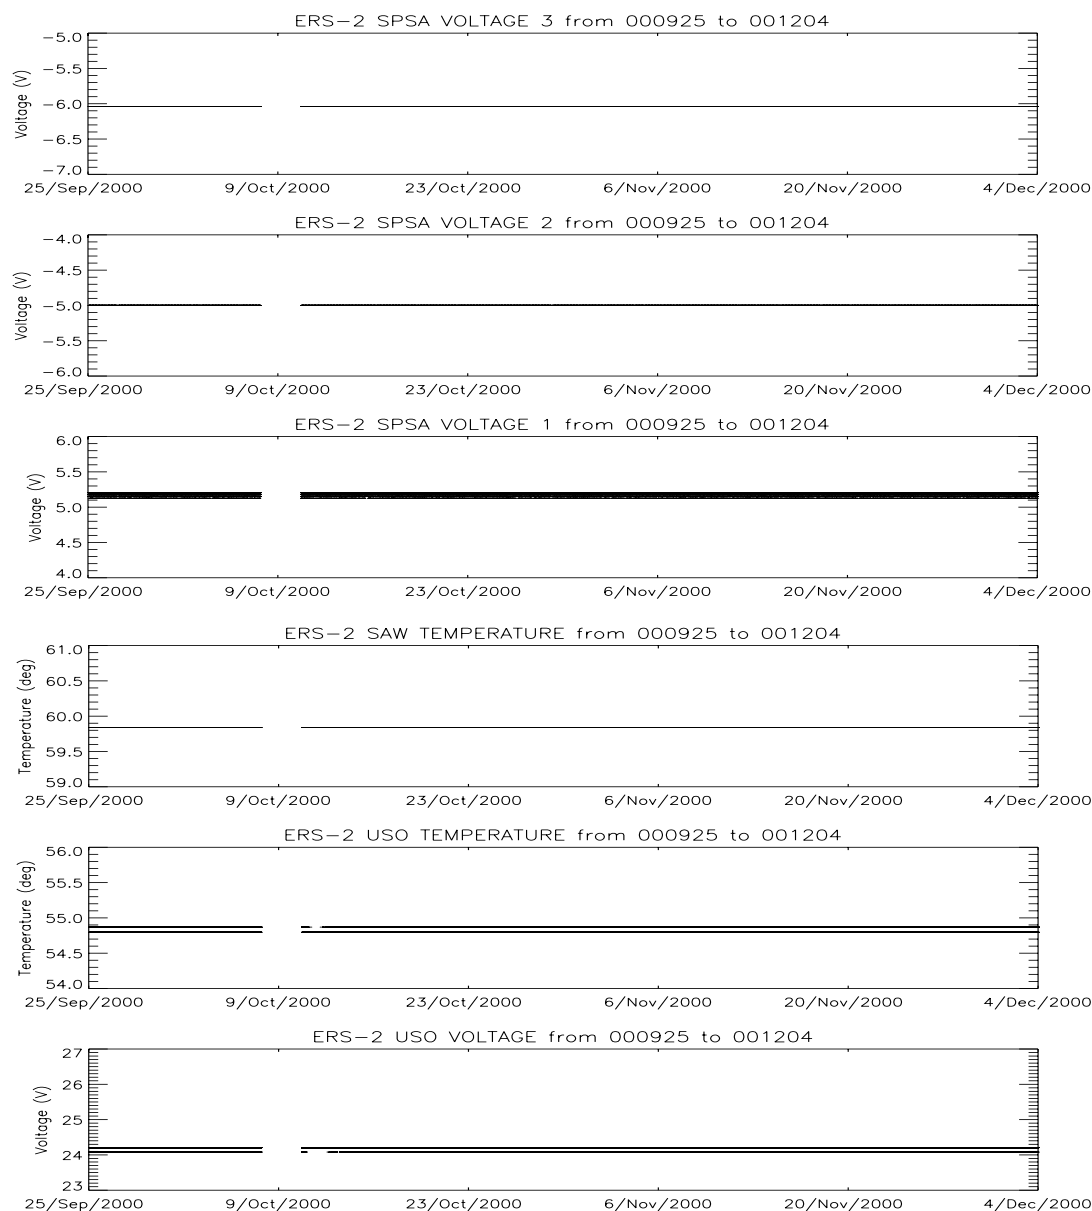 ERS−2 SPSA VOLTAGE 3 from 000925 to 001204
−5.0
−5.5
−6.0
−6.5
−7.0
Voltage (V)
25/Sep/2000 9/Oct/2000 23/Oct/2000 6/Nov/2000 20/Nov/2000 4/Dec/2000
ERS−2 SPSA VOLTAGE 2 from 000925 to 001204
−4.0
−4.5
−5.0
−5.5
−6.0
Voltage (V)
25/Sep/2000 9/Oct/2000 23/Oct/2000 6/Nov/2000 20/Nov/2000 4/Dec/2000
ERS−2 SPSA VOLTAGE 1 from 000925 to 001204
6.0
5.5
5.0
4.5
4.0
Voltage (V)
25/Sep/2000 9/Oct/2000 23/Oct/2000 6/Nov/2000 20/Nov/2000 4/Dec/2000
ERS−2 SAW TEMPERATURE from 000925 to 001204
61.0
60.5
60.0
59.5
59.0
Temperature (deg)
25/Sep/2000 9/Oct/2000 23/Oct/2000 6/Nov/2000 20/Nov/2000 4/Dec/2000
ERS−2 USO TEMPERATURE from 000925 to 001204
56.0
55.5
55.0
54.5
54.0
Temperature (deg)
25/Sep/2000 9/Oct/2000 23/Oct/2000 6/Nov/2000 20/Nov/2000 4/Dec/2000
ERS−2 USO VOLTAGE from 000925 to 001204
27
26
25
24
23
Voltage (V)
25/Sep/2000 9/Oct/2000 23/Oct/2000 6/Nov/2000 20/Nov/2000 4/Dec/2000